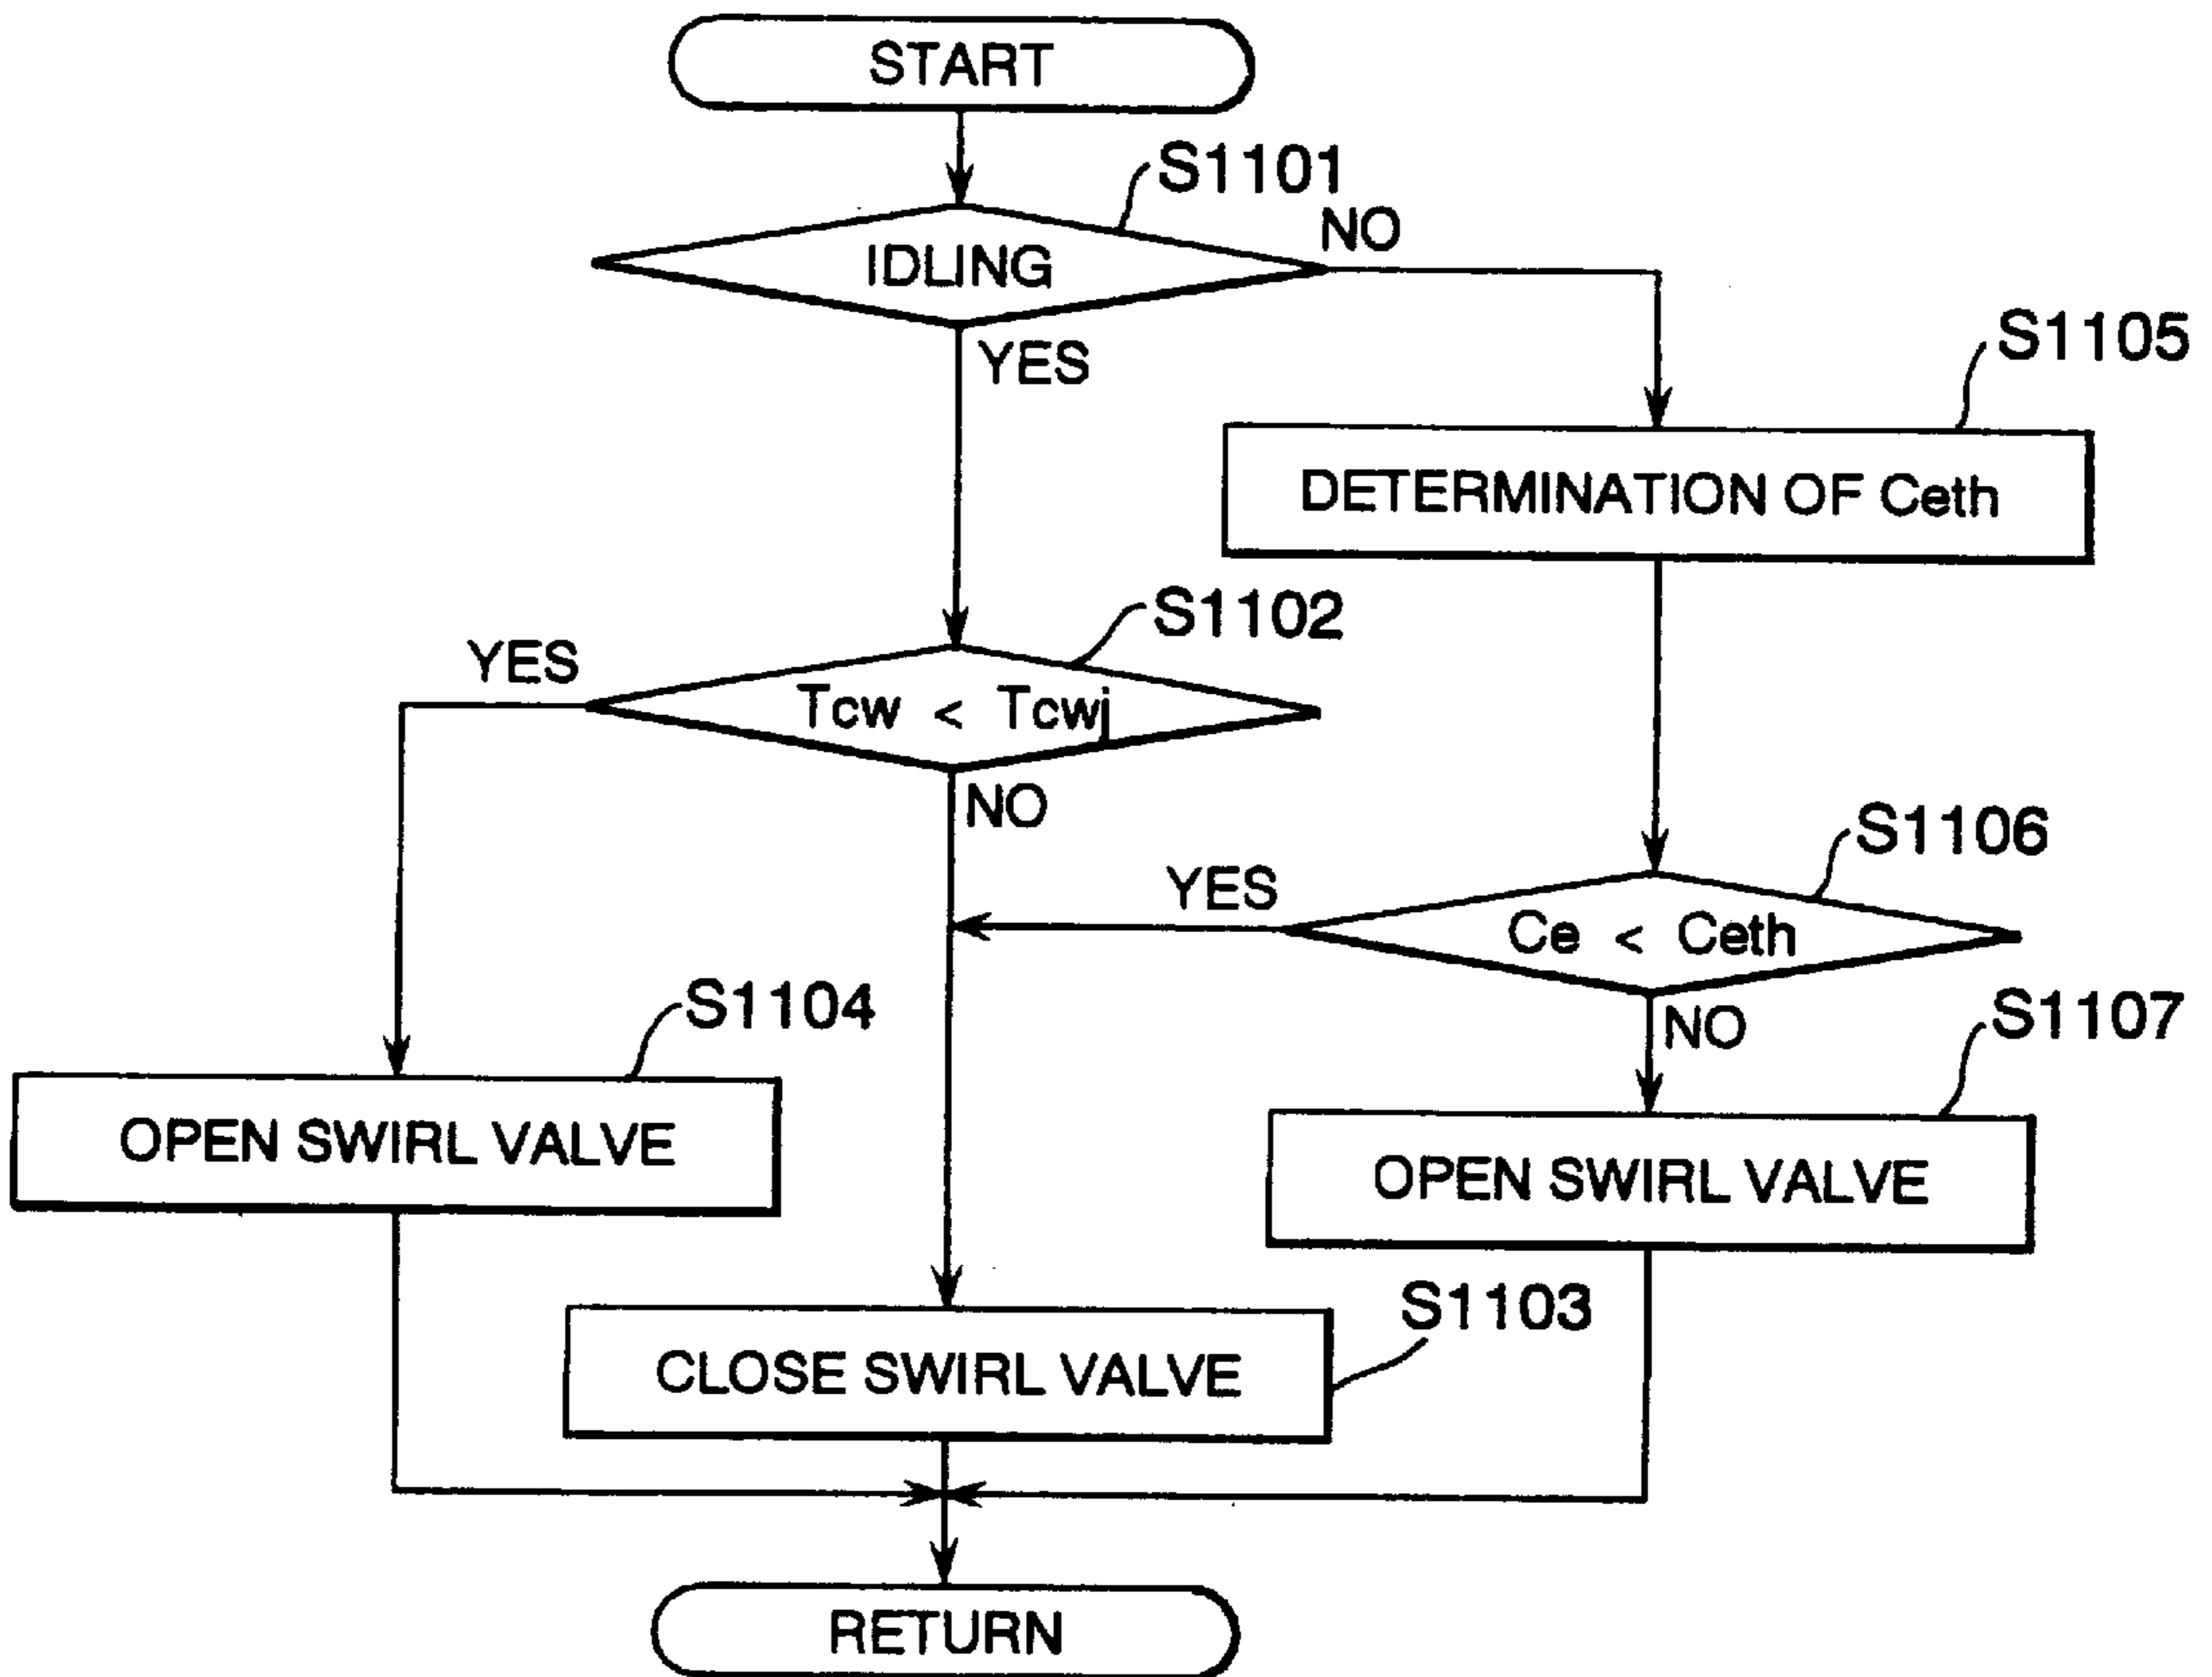 START
S1101
NO
IDLING
YES
S1105
DETERMINATION OF Ceth
S1102
YES
Tcw < Tcwj
NO
S1106
YES
Ce < Ceth
S1104
NO
S1107
OPEN SWIRL VALVE
OPEN SWIRL VALVE
S1103
CLOSE SWIRL VALVE
RETURN